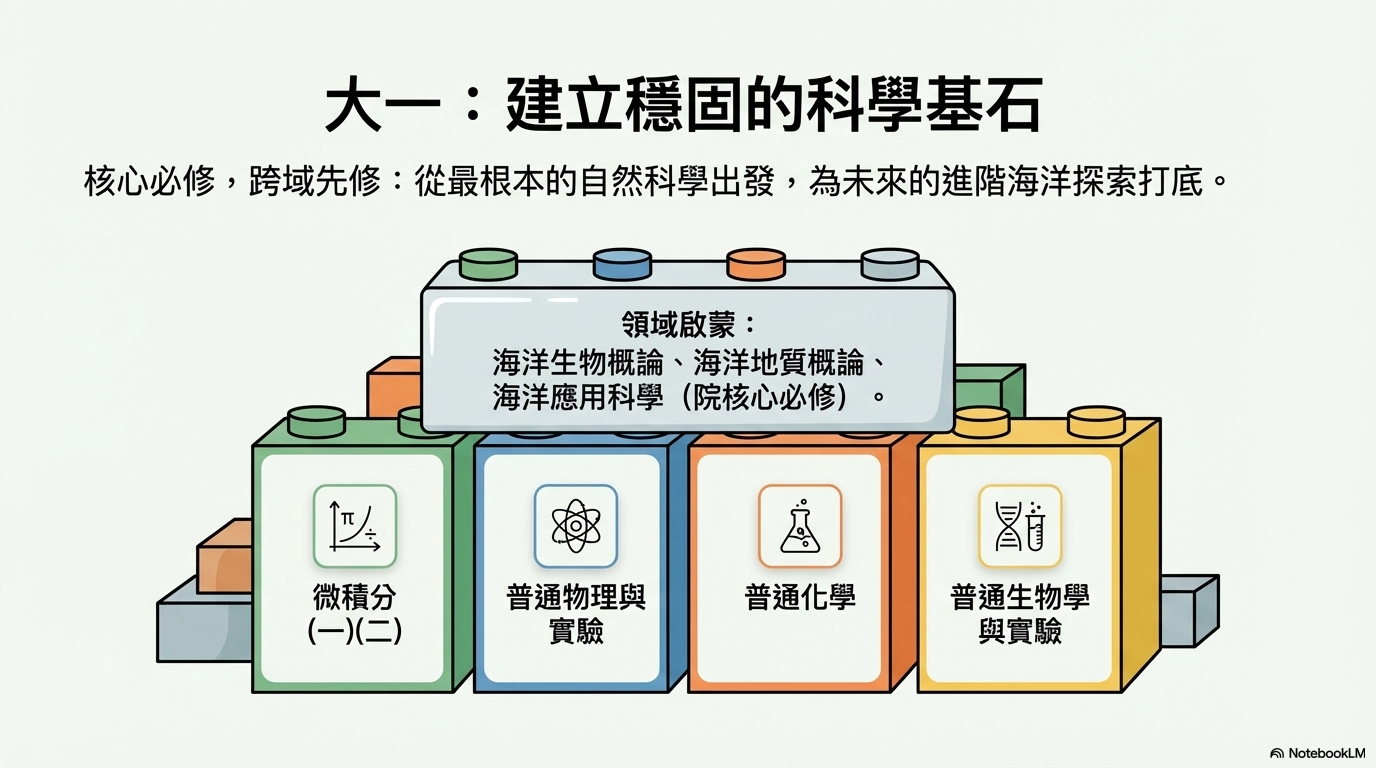 大一：建立穩固的科學基石
核心必修，跨域先修：從最根本的自然科學出發，為未來的進階海洋探索打底。
領域啟蒙：
海洋生物概論、海洋地質概論、
海洋應用科學（院核心必修）。
π
÷
微積分
(一)(二)
普通物理與
實驗
普通化學
普通生物學
與實驗
NotebookLM